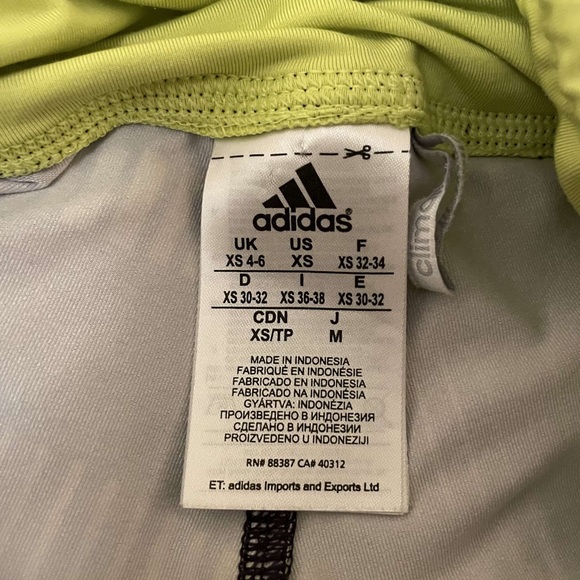 adidas®
UK US F
XS 4-6 XS XS 32-34
D I E
XS 30-32 XS 36-38 XS 30-32
CDN J
XS/TP M
MADE IN INDONESIA
FABRIQUÉ EN INDONÉSIE
FABRICADO EN INDONESIA
FABRICADO NA INDONÉSIA
GYÁRTVA: INDONÉZIA
ПРОИЗВЕДЕНО В ИНДОНЕЗИЯ
СДЕЛАНО В ИНДОНЕЗИИ
PROIZVEDENO U INDONEZIJI
RN# 88387 CA# 40312
ET: adidas Imports and Exports Ltd
clima